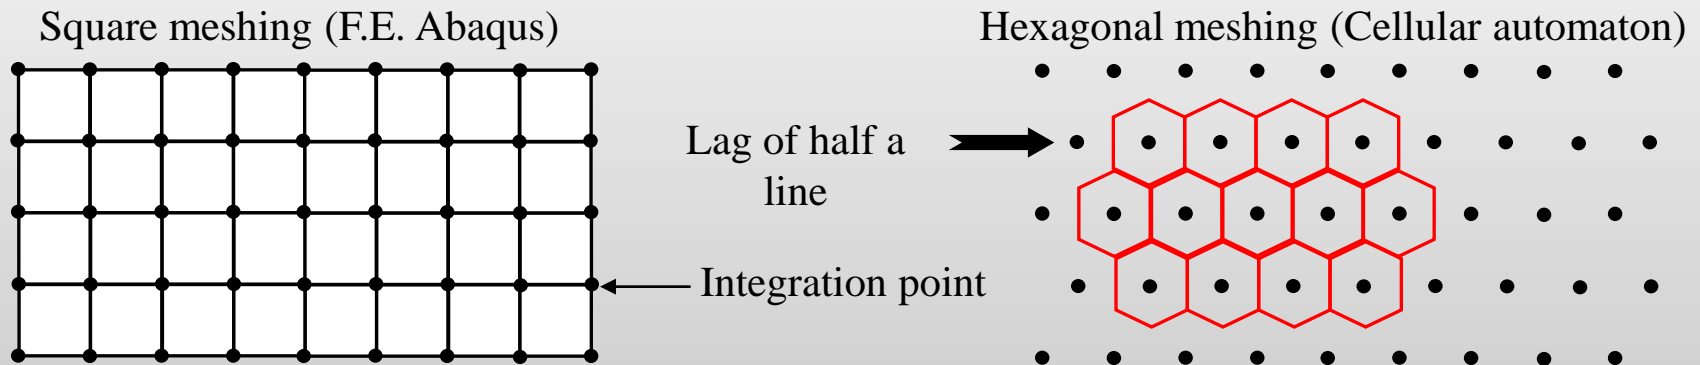 Square meshing (F.E. Abaqus)
Hexagonal meshing (Cellular automaton)
Lag of half a
line
Integration point